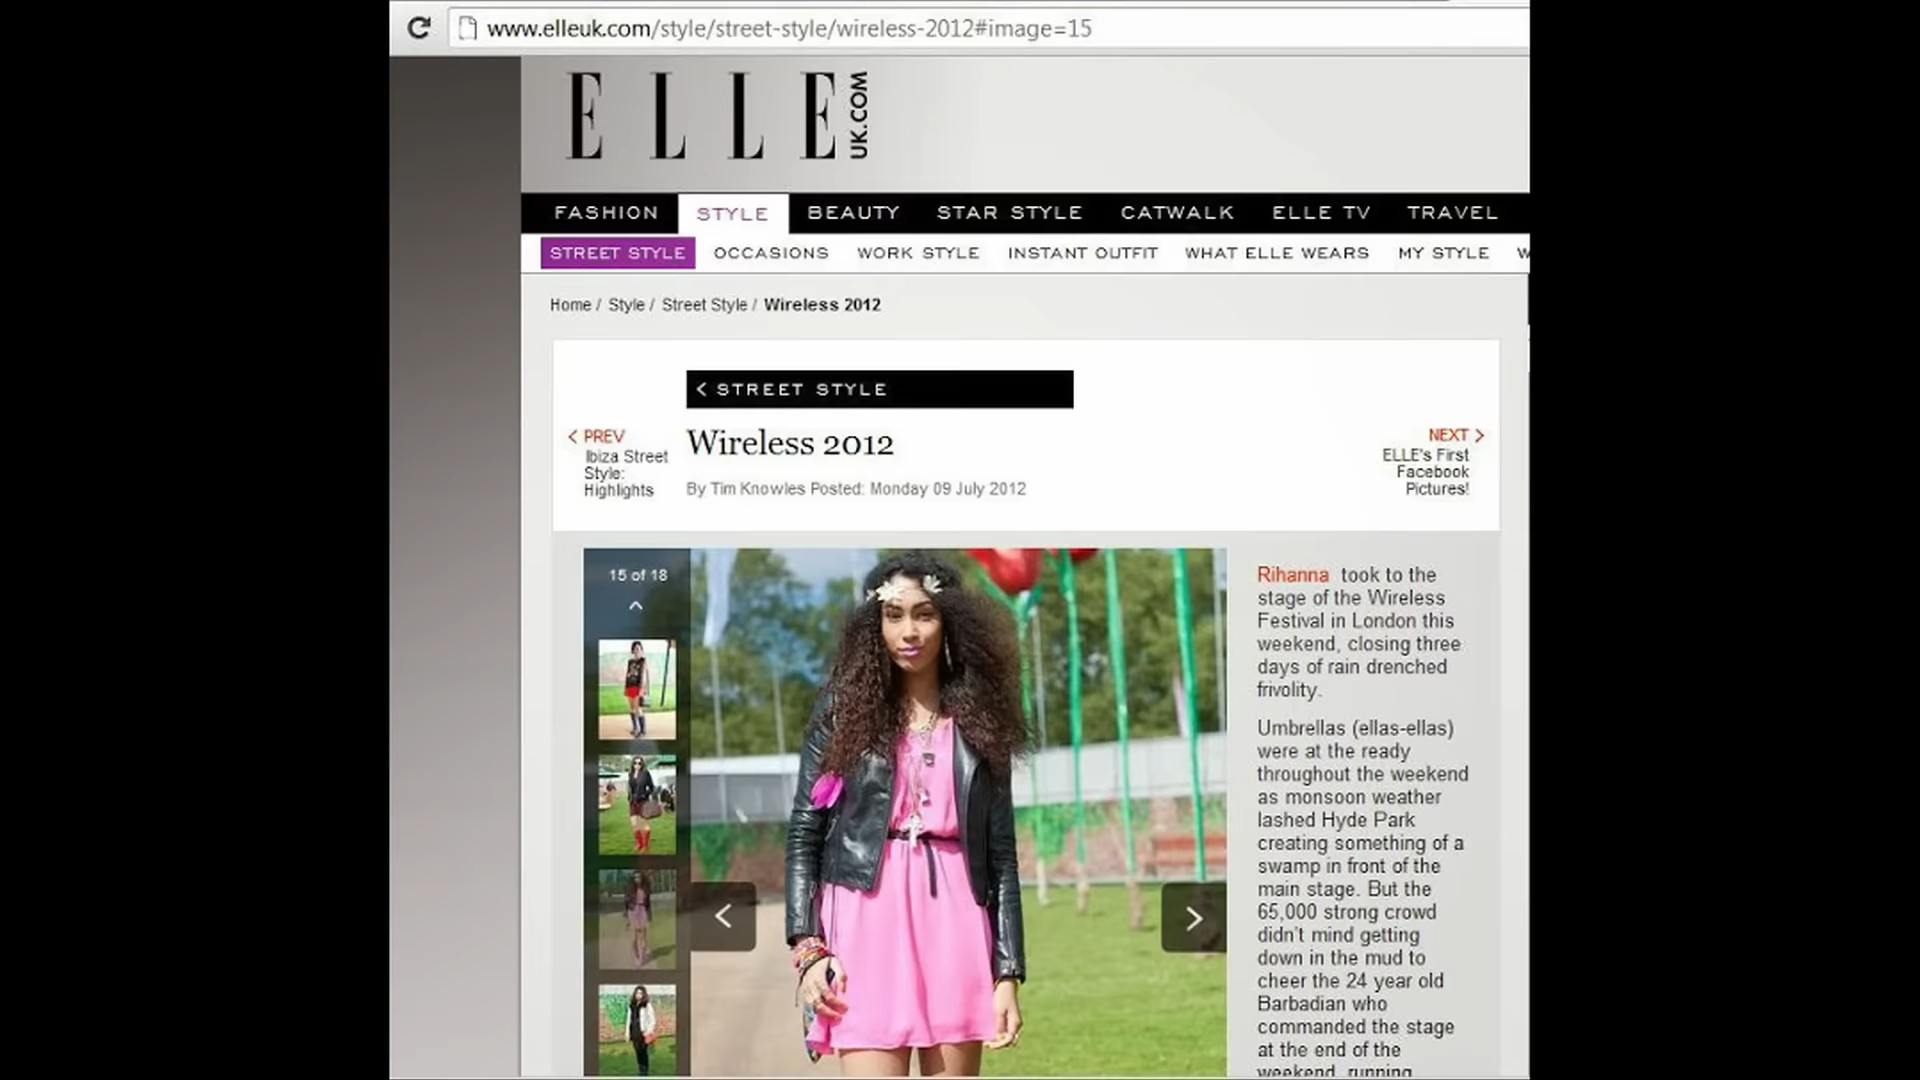 www.elleuk.com/style/street-style/wireless-2012#image=15
ELLE UK.COM
FASHION STYLE BEAUTY STAR STYLE CATWALK ELLE TV TRAVEL
STREET STYLE OCCASIONS WORK STYLE INSTANT OUTFIT WHAT ELLE WEARS MY STYLE W
Home / Style / Street Style / Wireless 2012
< STREET STYLE
< PREV
Ibiza Street
Style:
Highlights
Wireless 2012
By Tim Knowles Posted: Monday 09 July 2012
NEXT >
ELLE's First
Facebook
Pictures!
15 of 18
Rihanna took to the
stage of the Wireless
Festival in London this
weekend, closing three
days of rain drenched
frivolity.
Umbrellas (ellas-ellas)
were at the ready
throughout the weekend
as monsoon weather
lashed Hyde Park
creating something of a
swamp in front of the
main stage. But the
65,000 strong crowd
didn't mind getting
down in the mud to
cheer the 24 year old
Barbadian who
commanded the stage
at the end of the
weekend, running